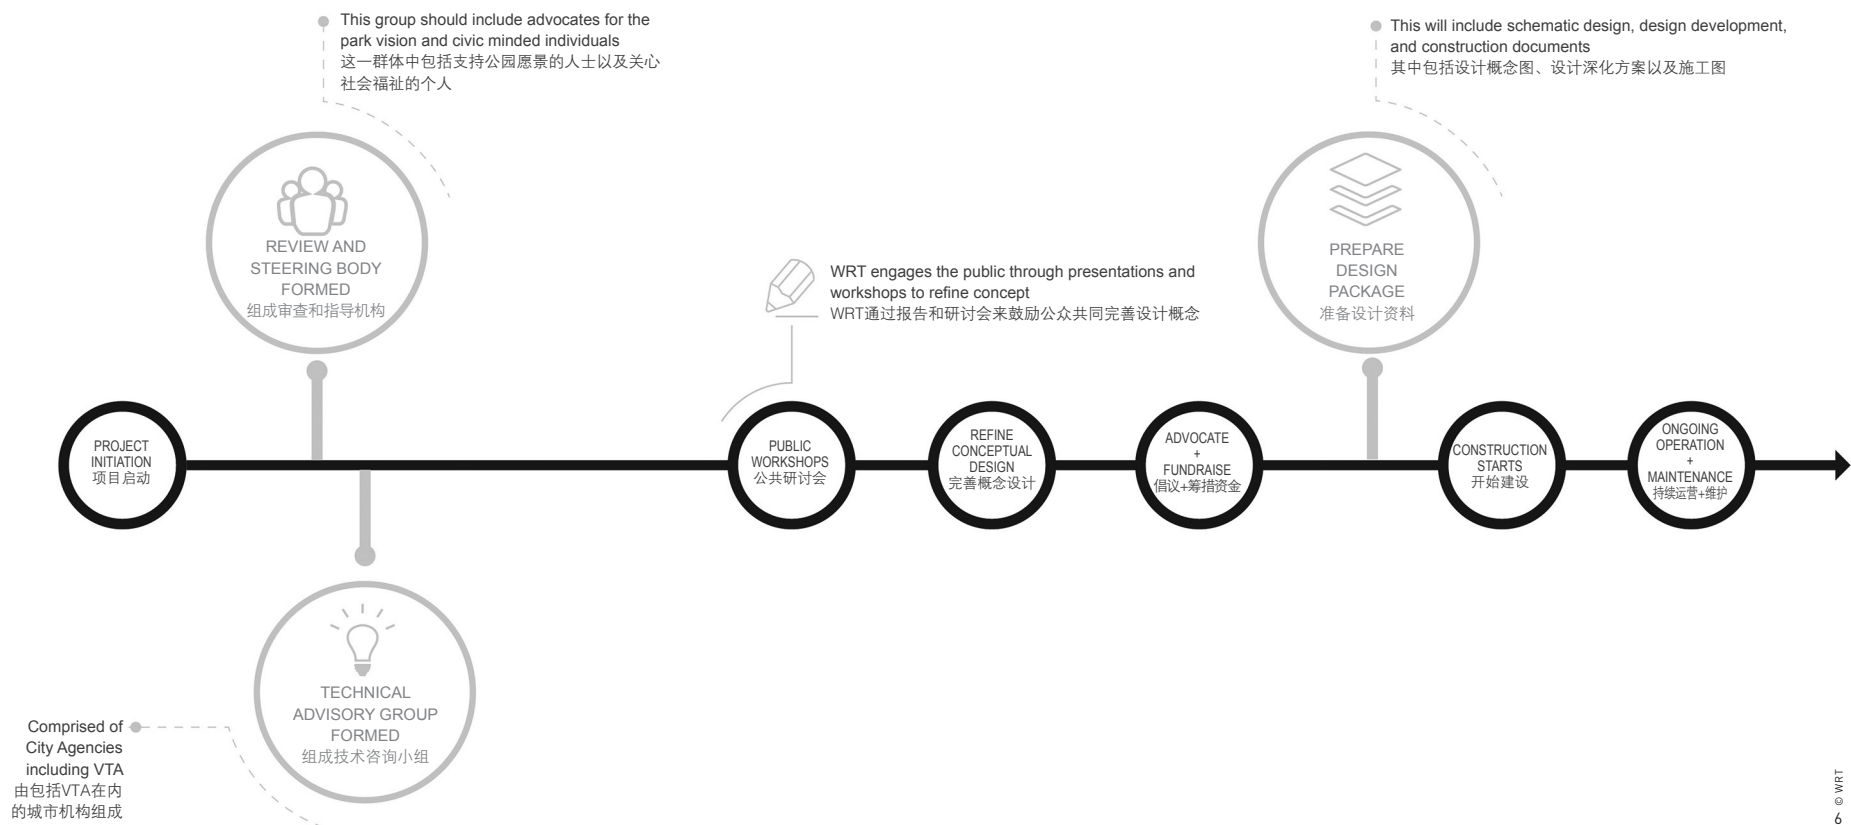 This group should include advocates for the
park vision and civic minded individuals
这一群体中包括支持公园愿景的人士以及关心
社会福祉的个人
This will include schematic design, design development,
and construction documents
其中包括设计概念图、设计深化方案以及施工图
REVIEW AND
STEERING BODY
FORMED
组成审查和指导机构
WRT engages the public through presentations and
workshops to refine concept
WRT通过报告和研讨会来鼓励公众共同完善设计概念
PREPARE
DESIGN
PACKAGE
准备设计资料
PROJECT
INITIATION
项目启动
PUBLIC
WORKSHOPS
公共研讨会
REFINE
CONCEPTUAL
DESIGN
完善概念设计
ADVOCATE
+
FUNDRAISE
倡议+筹措资金
CONSTRUCTION
STARTS
开始建设
ONGOING
OPERATION
+
MAINTENANCE
持续运营+维护
TECHNICAL
ADVISORY GROUP
FORMED
组成技术咨询小组
Comprised of
City Agencies
including VTA
由包括VTA在内
的城市机构组成
6 © WRT